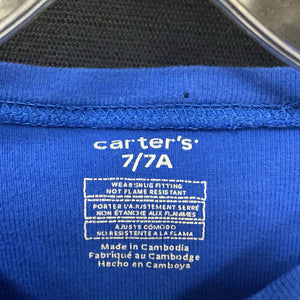 carter's®
7/7A
WEAR SNUG FITTING
NOT FLAME RESISTANT
PORTER L'AJUSTEMENT SERRÉ
NON ÉTANCHE AUX FLAMMES
AJUSTE CÓMODO
NO RESISTENTE A LA FLAMA
Made in Cambodia
Fabriqué au Cambodge
Hecho en Camboya